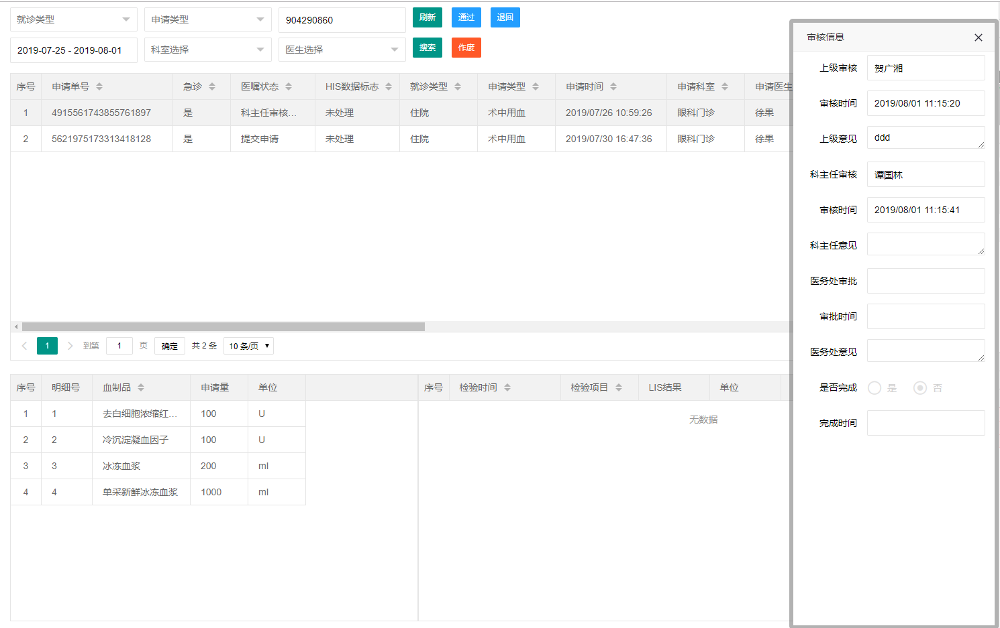 就诊类型 申请类型 904290860 刷新 通过 退回
2019-07-25 - 2019-08-01 科室选择 医生选择 搜索 作废
序号 申请单号 急诊 医嘱状态 HIS数据标志 就诊类型 申请类型 申请时间 申请科室 申请医生
1 4915561743855761897 是 科主任审核... 未处理 住院 术中用血 2019/07/26 10:59:26 眼科门诊 徐果
2 5621975173313418128 是 提交申请 未处理 住院 术中用血 2019/07/30 16:47:36 眼科门诊 徐果
1 到第 1 页 确定 共 2 条 10 条/页
序号 明细号 血制品 申请量 单位
1 1 去白细胞浓缩红... 100 U
2 2 冷沉淀凝血因子 100 U
3 3 冰冻血浆 200 ml
4 4 单采新鲜冰冻血浆 1000 ml
序号 检验时间 检验项目 LIS结果 单位
无数据
审核信息
上级审核 贺广湘
审核时间 2019/08/01 11:15:20
上级意见 ddd
科主任审核 谭国林
审核时间 2019/08/01 11:15:41
科主任意见
医务处审批
审批时间
医务处意见
是否完成 是 否
完成时间